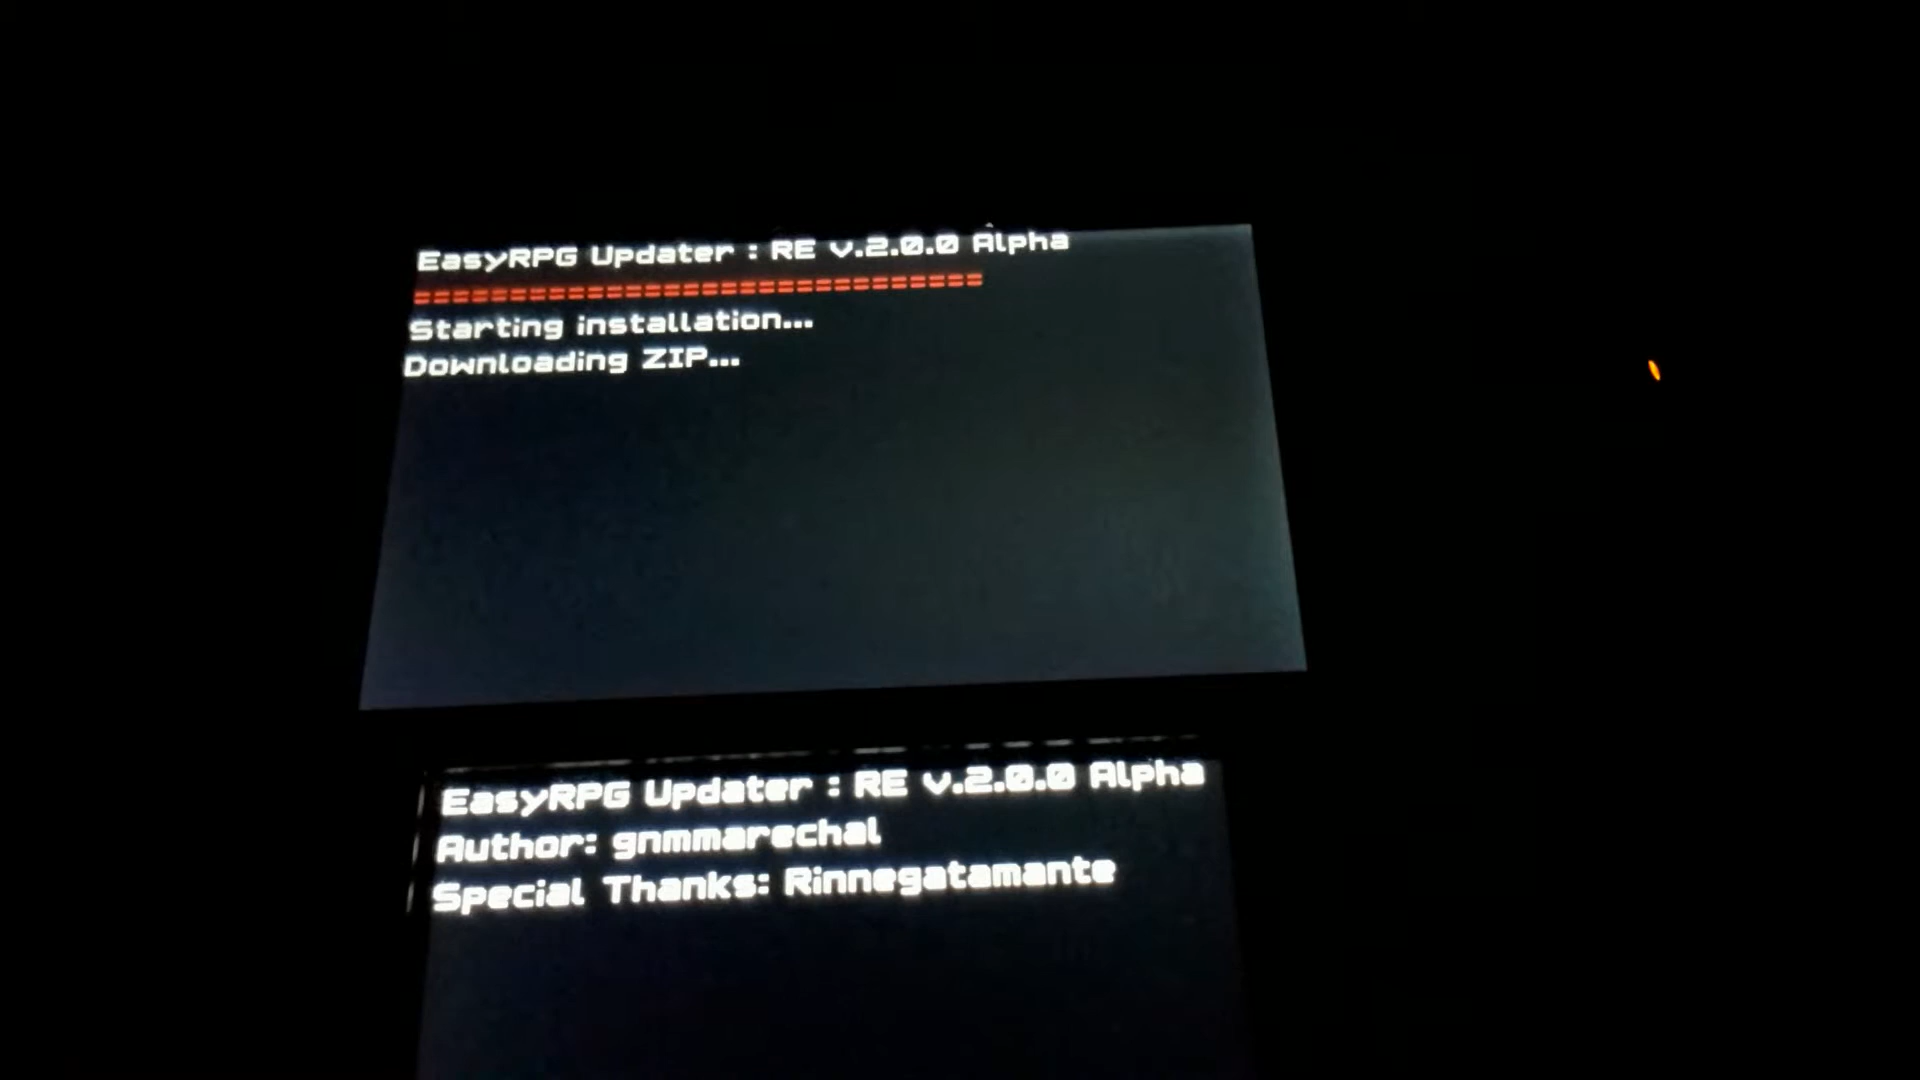 EasyRPG Updater : RE v.2.0.0 Alpha
==============================
Starting installation...
Downloading ZIP...
EasyRPG Updater : RE v.2.0.0 Alpha
Author: gnmmarechal
Special Thanks: Rinnegatamante